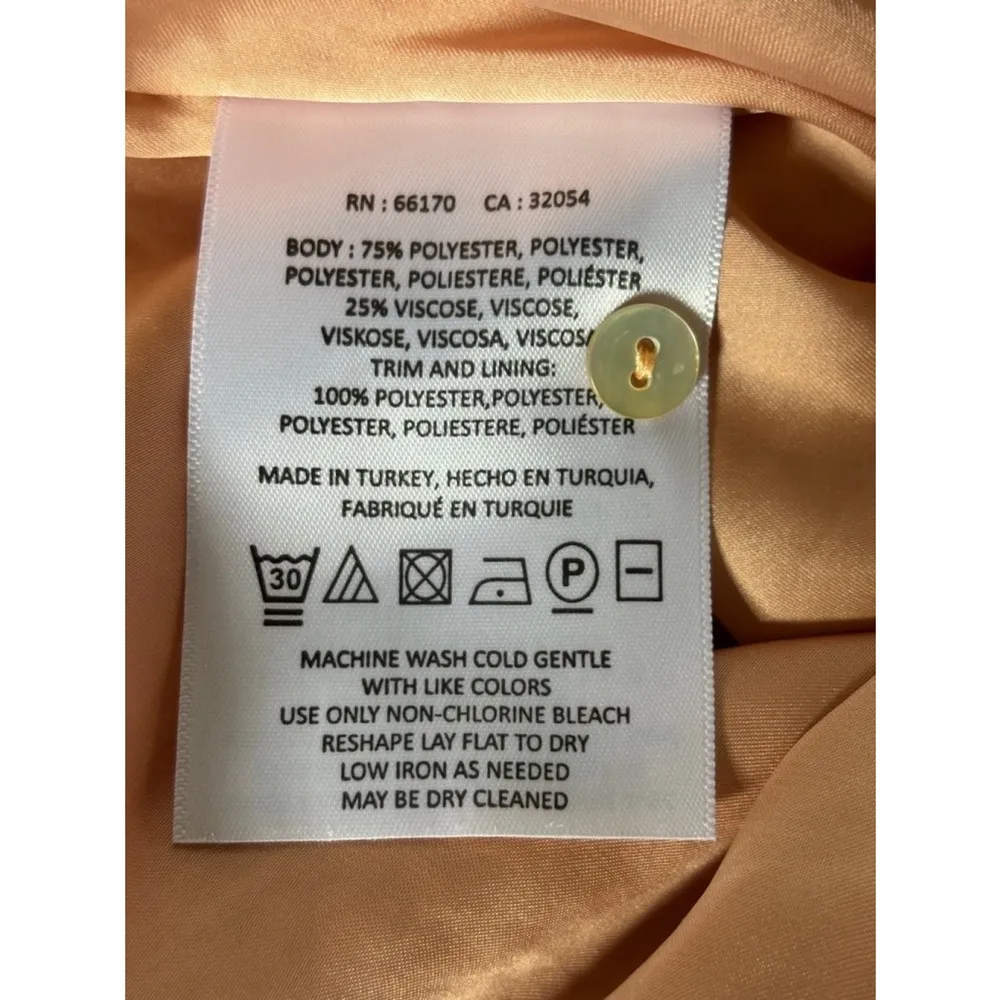 RN : 66170 CA : 32054
BODY : 75% POLYESTER, POLYESTER,
POLYESTER, POLIESTERE, POLIÉSTER
25% VISCOSE, VISCOSE,
VISKOSE, VISCOSA, VISCOSA
TRIM AND LINING:
100% POLYESTER,POLYESTER,
POLYESTER, POLIESTERE, POLIÉSTER
MADE IN TURKEY, HECHO EN TURQUIA,
FABRIQUÉ EN TURQUIE
30 P
MACHINE WASH COLD GENTLE
WITH LIKE COLORS
USE ONLY NON-CHLORINE BLEACH
RESHAPE LAY FLAT TO DRY
LOW IRON AS NEEDED
MAY BE DRY CLEANED